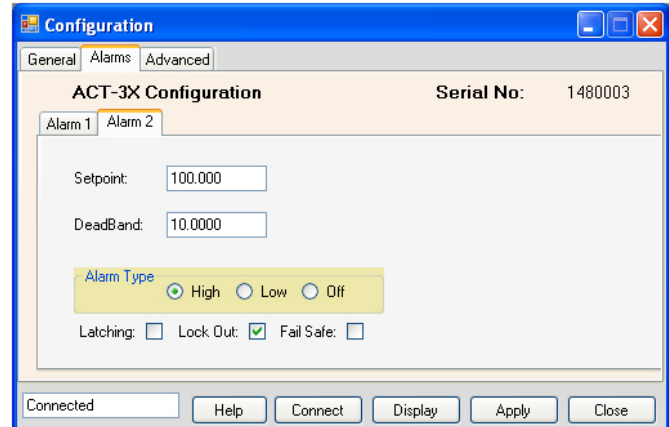 Configuration
General Alarms Advanced
ACT-3X Configuration Serial No: 1480003
Alarm 1 Alarm 2
Setpoint: 100.000
DeadBand: 10.0000
Alarm Type
High Low Off
Latching: Lock Out: Fail Safe:
Connected Help Connect Display Apply Close